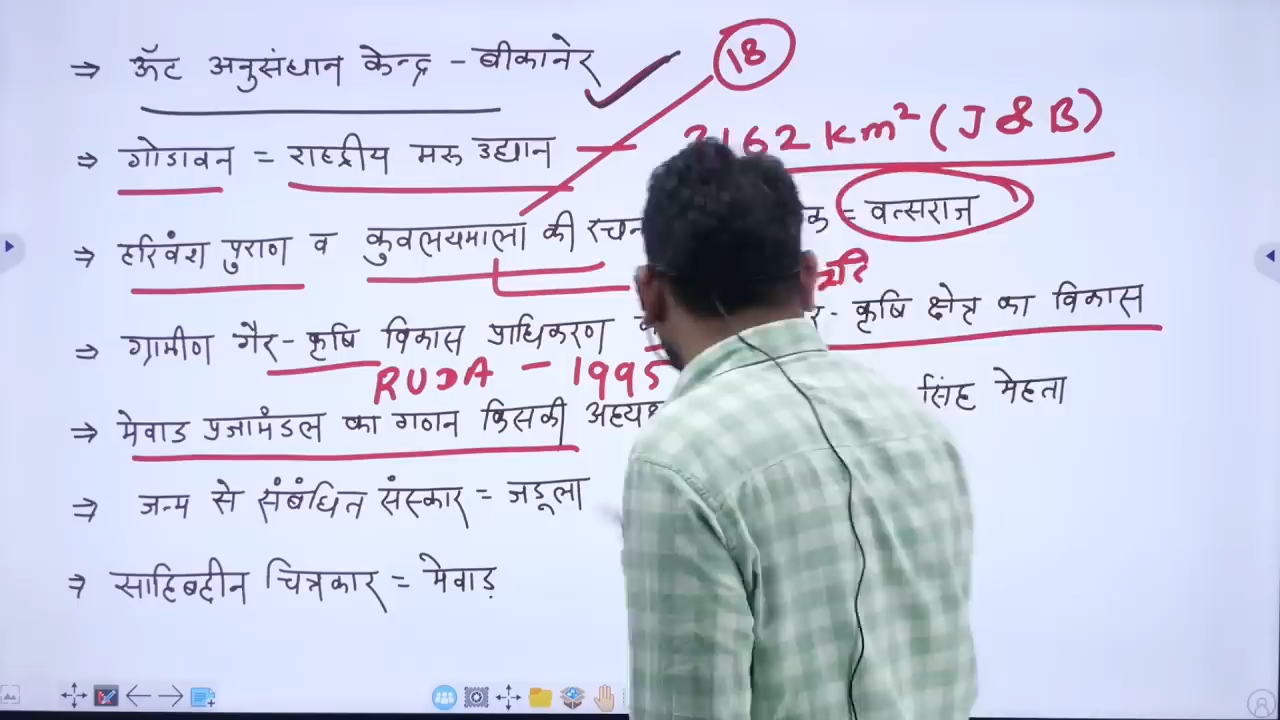 18
⇒ ऊँट अनुसंधान केन्द्र - बीकानेर
162 Km² (J & B)
⇒ गोडावन = राष्ट्रीय मरु उद्यान
⇒ हरिवंश पुराण व कुवलयमाला की = वत्सराज
⇒ ग्रामीण गैर-कृषि विकास प्राधिकरण - कृषि क्षेत्र का विकास
RUDA - 1995
⇒ मेवाड प्रजामंडल का गठन किसकी सिंह मेहता
⇒ जन्म से संबंधित संस्कार = जडूला
⇒ साहिबद्दीन चित्रकार = मेवाड़